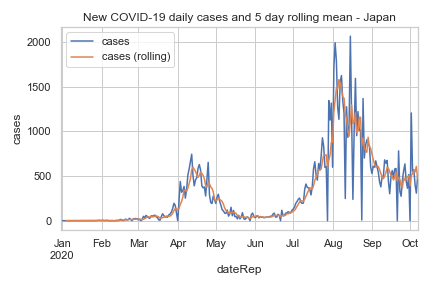 New COVID-19 daily cases and 5 day rolling mean - Japan
cases
cases (rolling)
2000
1500
1000
500
0
cases
Jan Feb Mar Apr May Jun Jul Aug Sep Oct
2020
dateRep